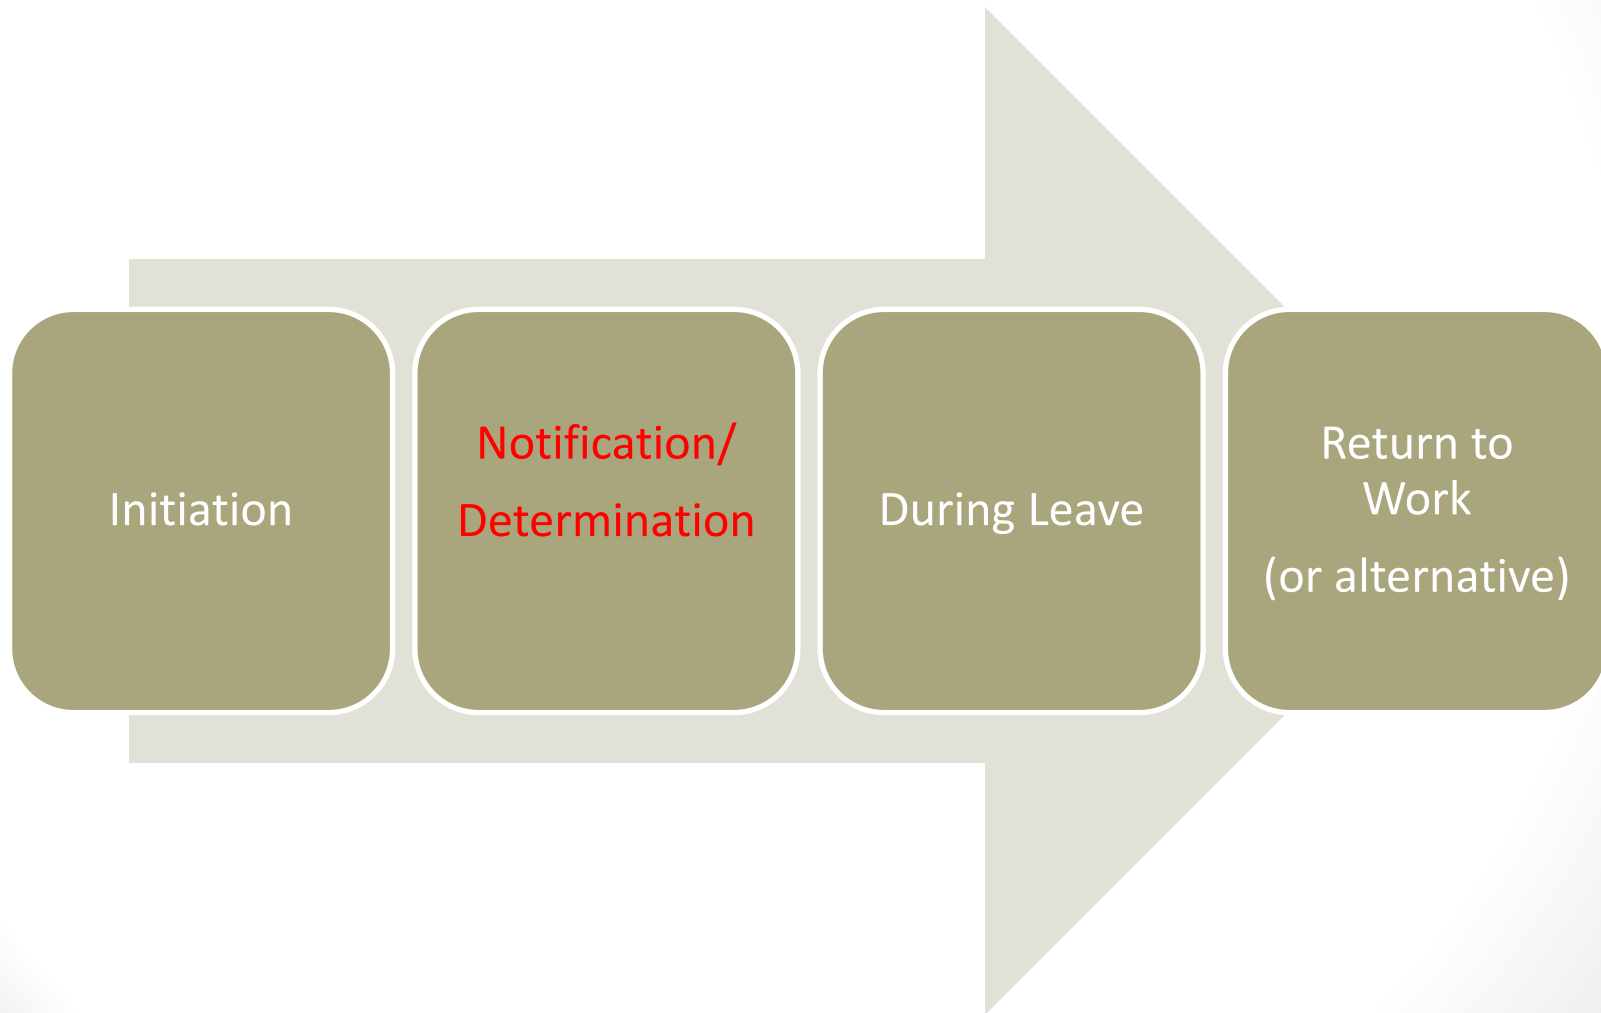 Initiation
Notification/
Determination
During Leave
Return to
Work
(or alternative)